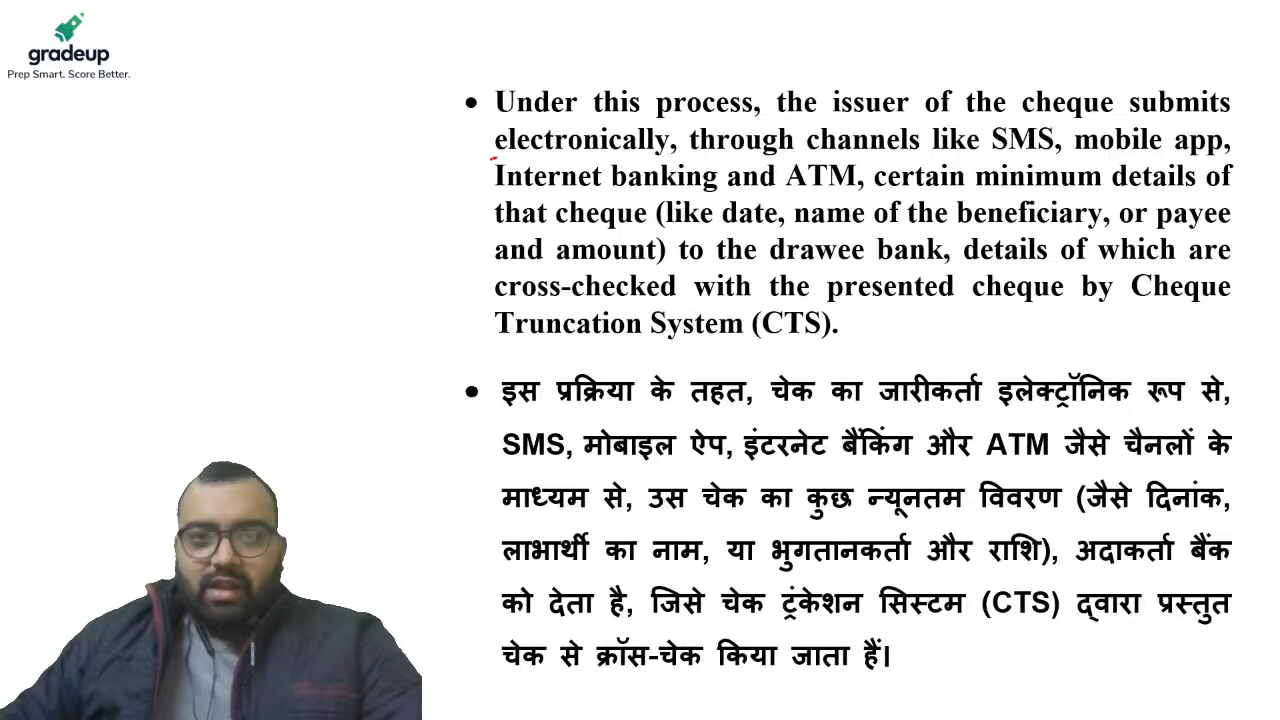 gradeup
Prep Smart. Score Better.
• Under this process, the issuer of the cheque submits
electronically, through channels like SMS, mobile app,
Internet banking and ATM, certain minimum details of
that cheque (like date, name of the beneficiary, or payee
and amount) to the drawee bank, details of which are
cross-checked with the presented cheque by Cheque
Truncation System (CTS).
• इस प्रक्रिया के तहत, चेक का जारीकर्ता इलेक्ट्रॉनिक रूप से,
SMS, मोबाइल ऐप, इंटरनेट बैंकिंग और ATM जैसे चैनलों के
माध्यम से, उस चेक का कुछ न्यूनतम विवरण (जैसे दिनांक,
लाभार्थी का नाम, या भुगतानकर्ता और राशि), अदाकर्ता बैंक
को देता है, जिसे चेक ट्रंकेशन सिस्टम (CTS) द्वारा प्रस्तुत
चेक से क्रॉस-चेक किया जाता हैं।